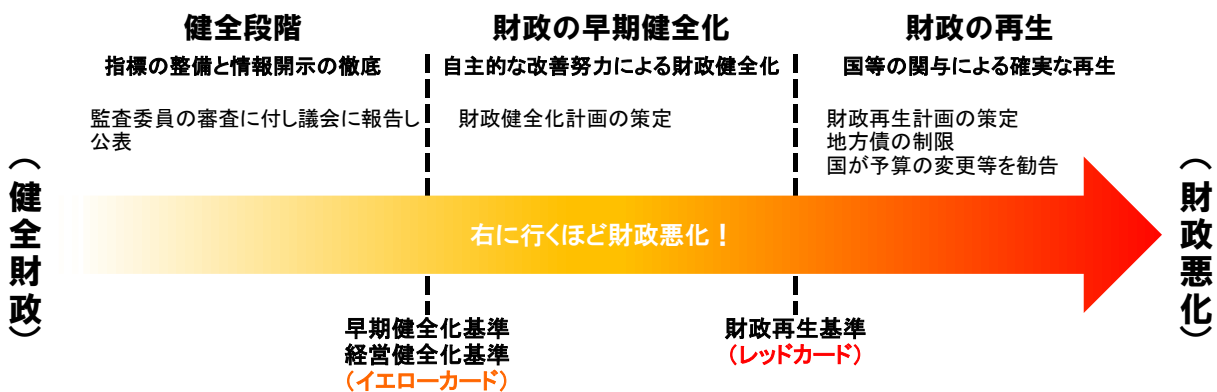 健全段階
財政の早期健全化
財政の再生
指標の整備と情報開示の徹底
自主的な改善努力による財政健全化
国等の関与による確実な再生
監査委員の審査に付し議会に報告し
公表
財政健全化計画の策定
財政再生計画の策定
地方債の制限
国が予算の変更等を勧告
（健全財政）
右に行くほど財政悪化！
（財政悪化）
早期健全化基準
経営健全化基準
（イエローカード）
財政再生基準
（レッドカード）